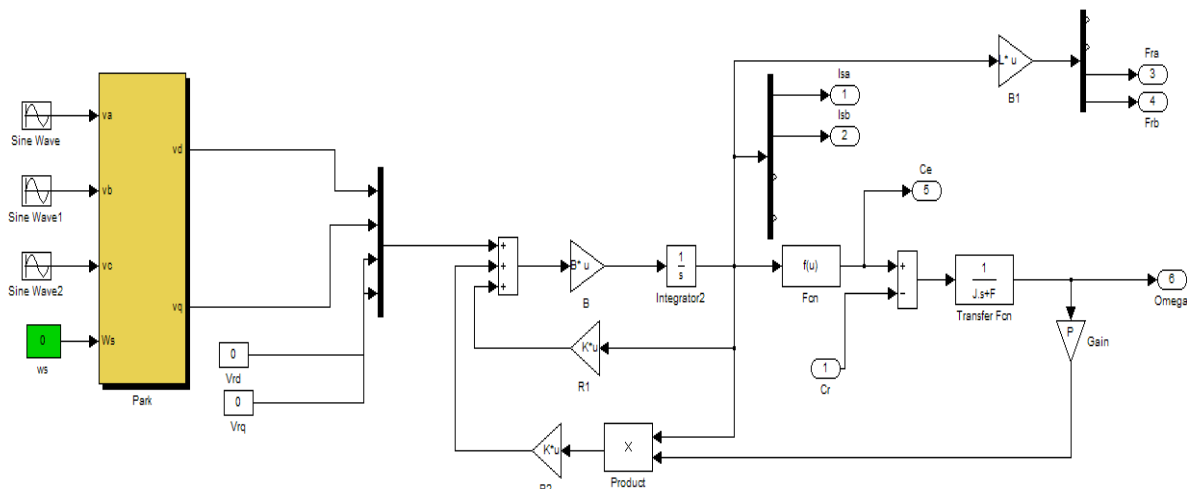 Sine Wave
Sine Wave1
Sine Wave2
0
ws
va
vb
vc
Ws
vd
vq
Park
0
Vrd
0
Vrq
+
+
+
B* u
B
1
s
Integrator2
K*u
R1
K*u
X
Product
Isa
1
Isb
2
f(u)
Fcn
Ce
5
1
Cr
+
−
1
J.s+F
Transfer Fcn
P
Gain
6
Omega
L* u
B1
Fra
3
4
Frb